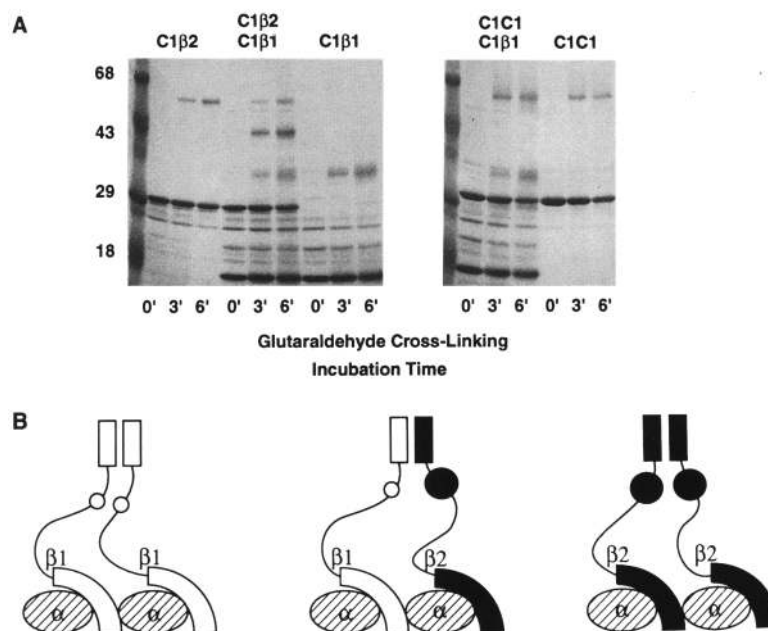 A
C1β2
C1β2
C1β1
C1β1
C1C1
C1β1
C1C1
68
43
29
18
0' 3' 6' 0' 3' 6' 0' 3' 6'
0' 3' 6' 0' 3' 6'
Glutaraldehyde Cross-Linking
Incubation Time
B
β1 β1 β1 β2 β2 β2
α α α α α α